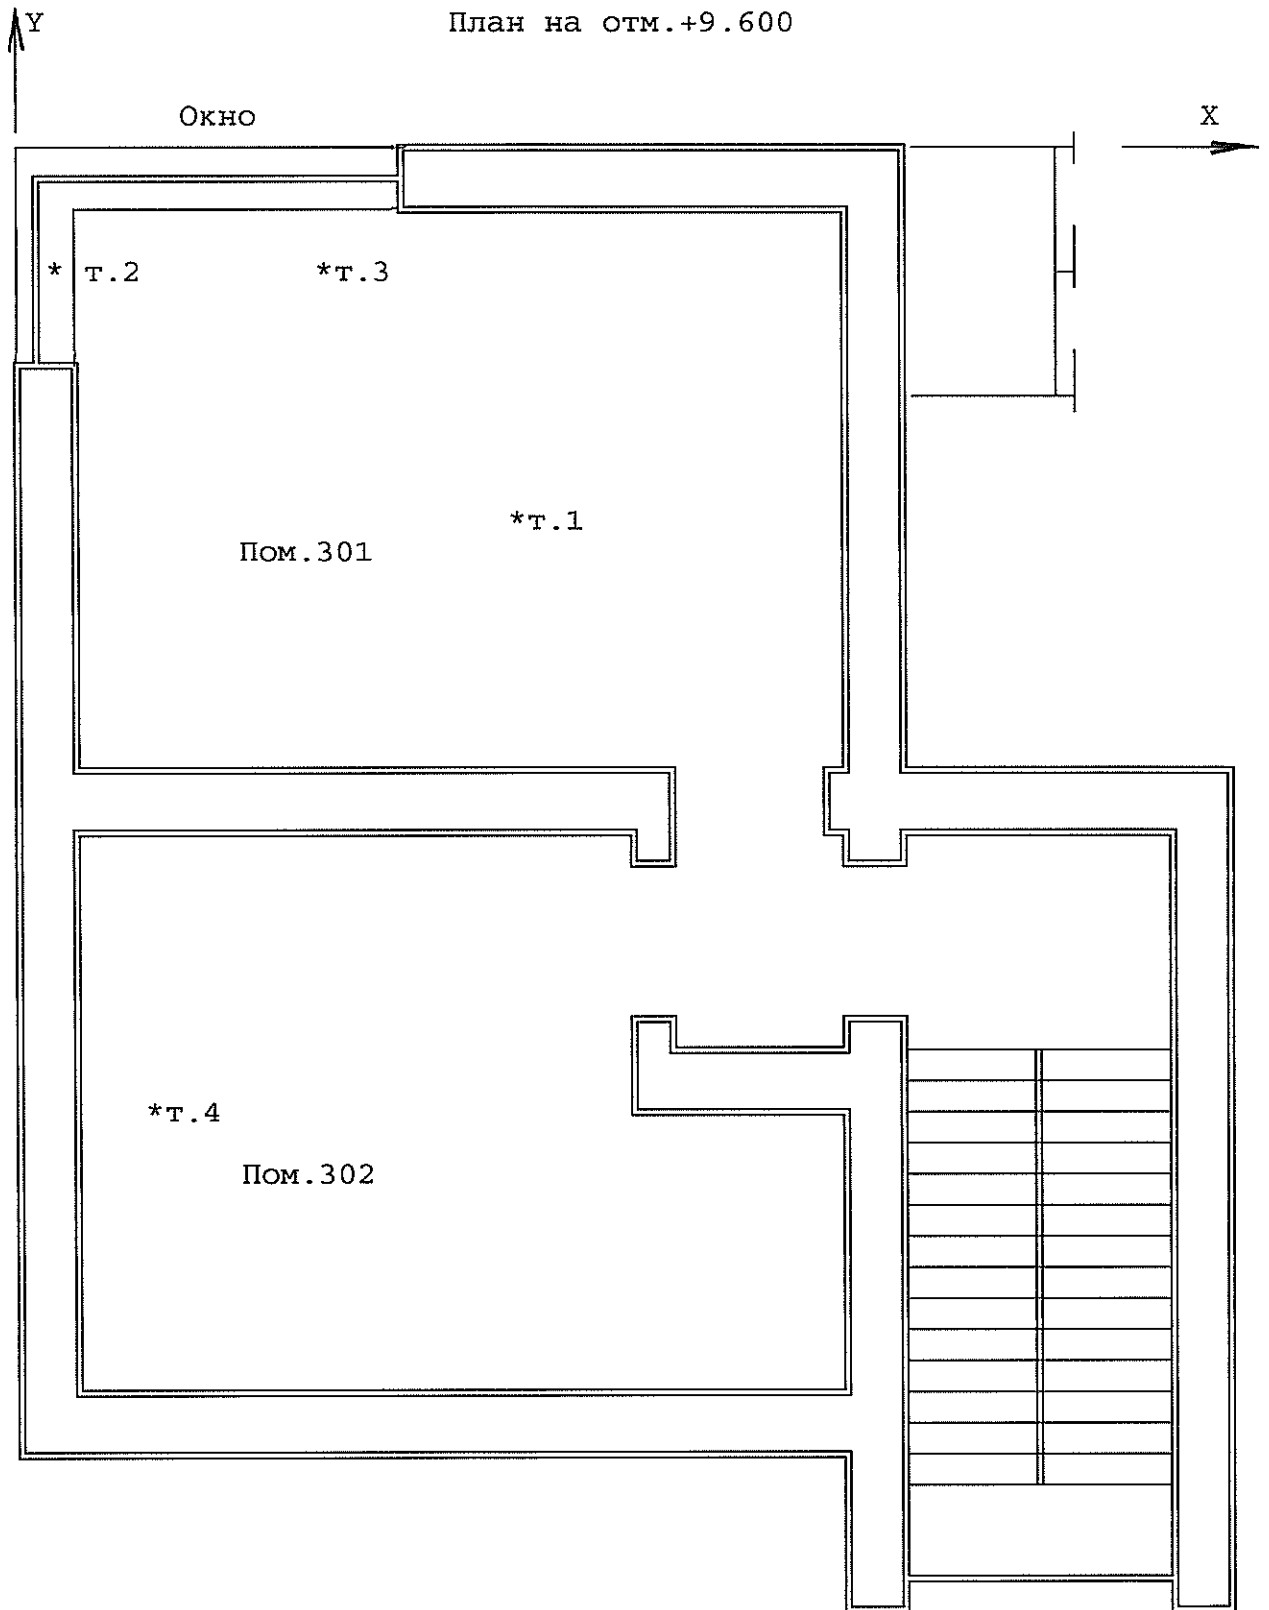 Y
План на отм.+9.600
Окно
X
* т.2
*т.3
*т.1
Пом.301
*т.4
Пом.302